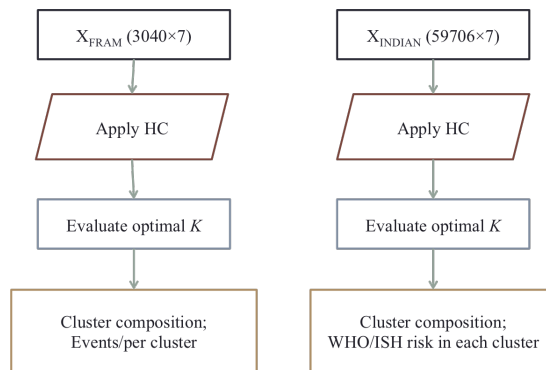 X_FRAM (3040×7)
Apply HC
Evaluate optimal K
Cluster composition;
Events/per cluster
X_INDIAN (59706×7)
Apply HC
Evaluate optimal K
Cluster composition;
WHO/ISH risk in each cluster